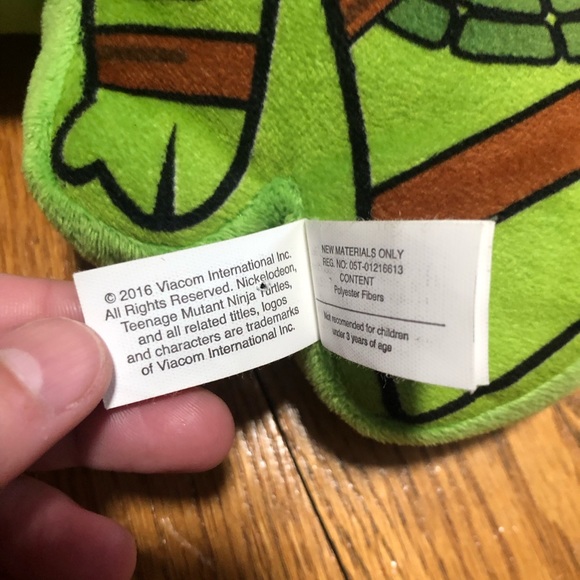 © 2016 Viacom International Inc.
All Rights Reserved. Nickelodeon,
Teenage Mutant Ninja Turtles,
and all related titles, logos
and characters are trademarks
of Viacom International Inc.
NEW MATERIALS ONLY
REG. NO: 05T-01216613
CONTENT
Polyester Fibers
Not recomended for children
under 3 years of age